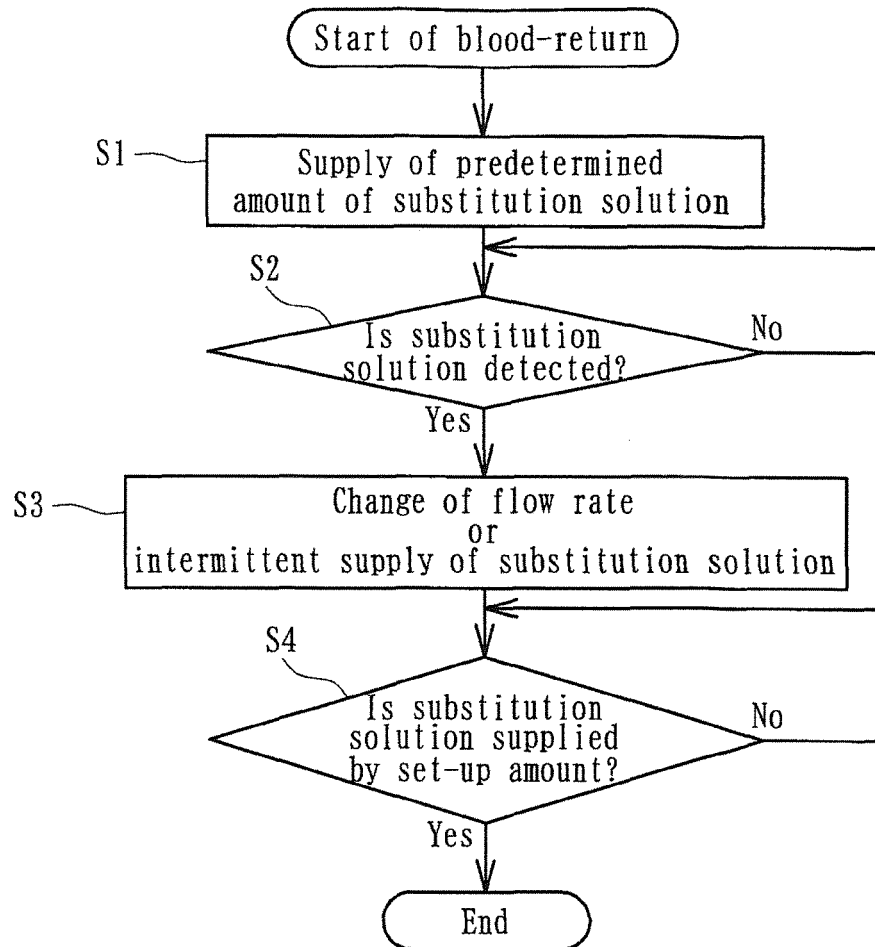 Start of blood-return
S1
Supply of predetermined
amount of substitution solution
S2
Is substitution
solution detected?
No
Yes
S3
Change of flow rate
or
intermittent supply of substitution solution
S4
Is substitution
solution supplied
by set-up amount?
No
Yes
End